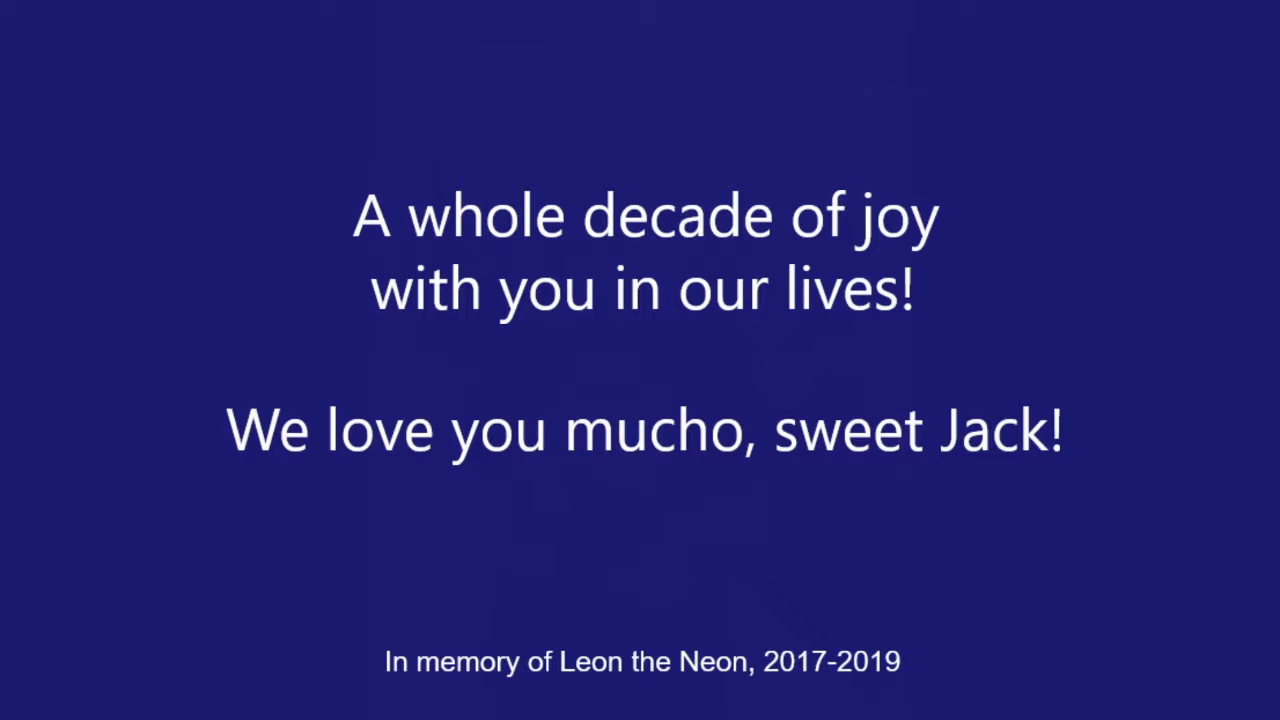 A whole decade of joy
with you in our lives!
We love you mucho, sweet Jack!
In memory of Leon the Neon, 2017-2019